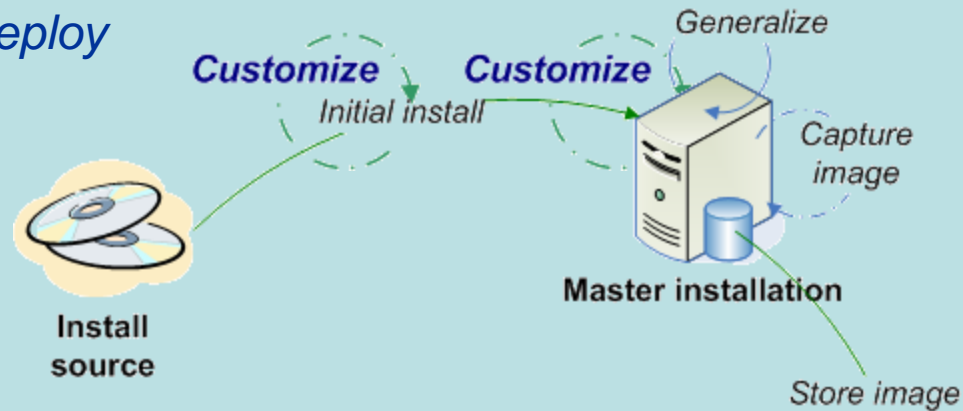 eploy
Generalize
Customize
Customize
Initial install
Capture
image
Master installation
Install
source
Store image